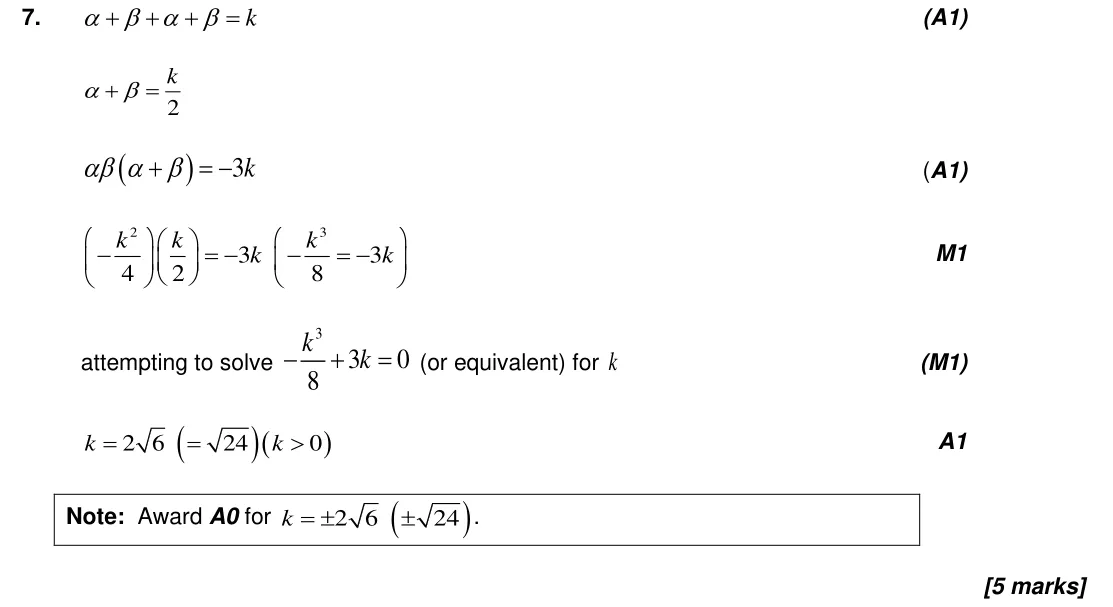 7. α + β + α + β = k (A1)
α + β = k/2
αβ(α + β) = −3k (A1)
(−k²/4)(k/2) = −3k (−k³/8 = −3k) M1
attempting to solve −k³/8 + 3k = 0 (or equivalent) for k (M1)
k = 2√6 (= √24)(k > 0) A1
Note: Award A0 for k = ±2√6 (±√24).
[5 marks]